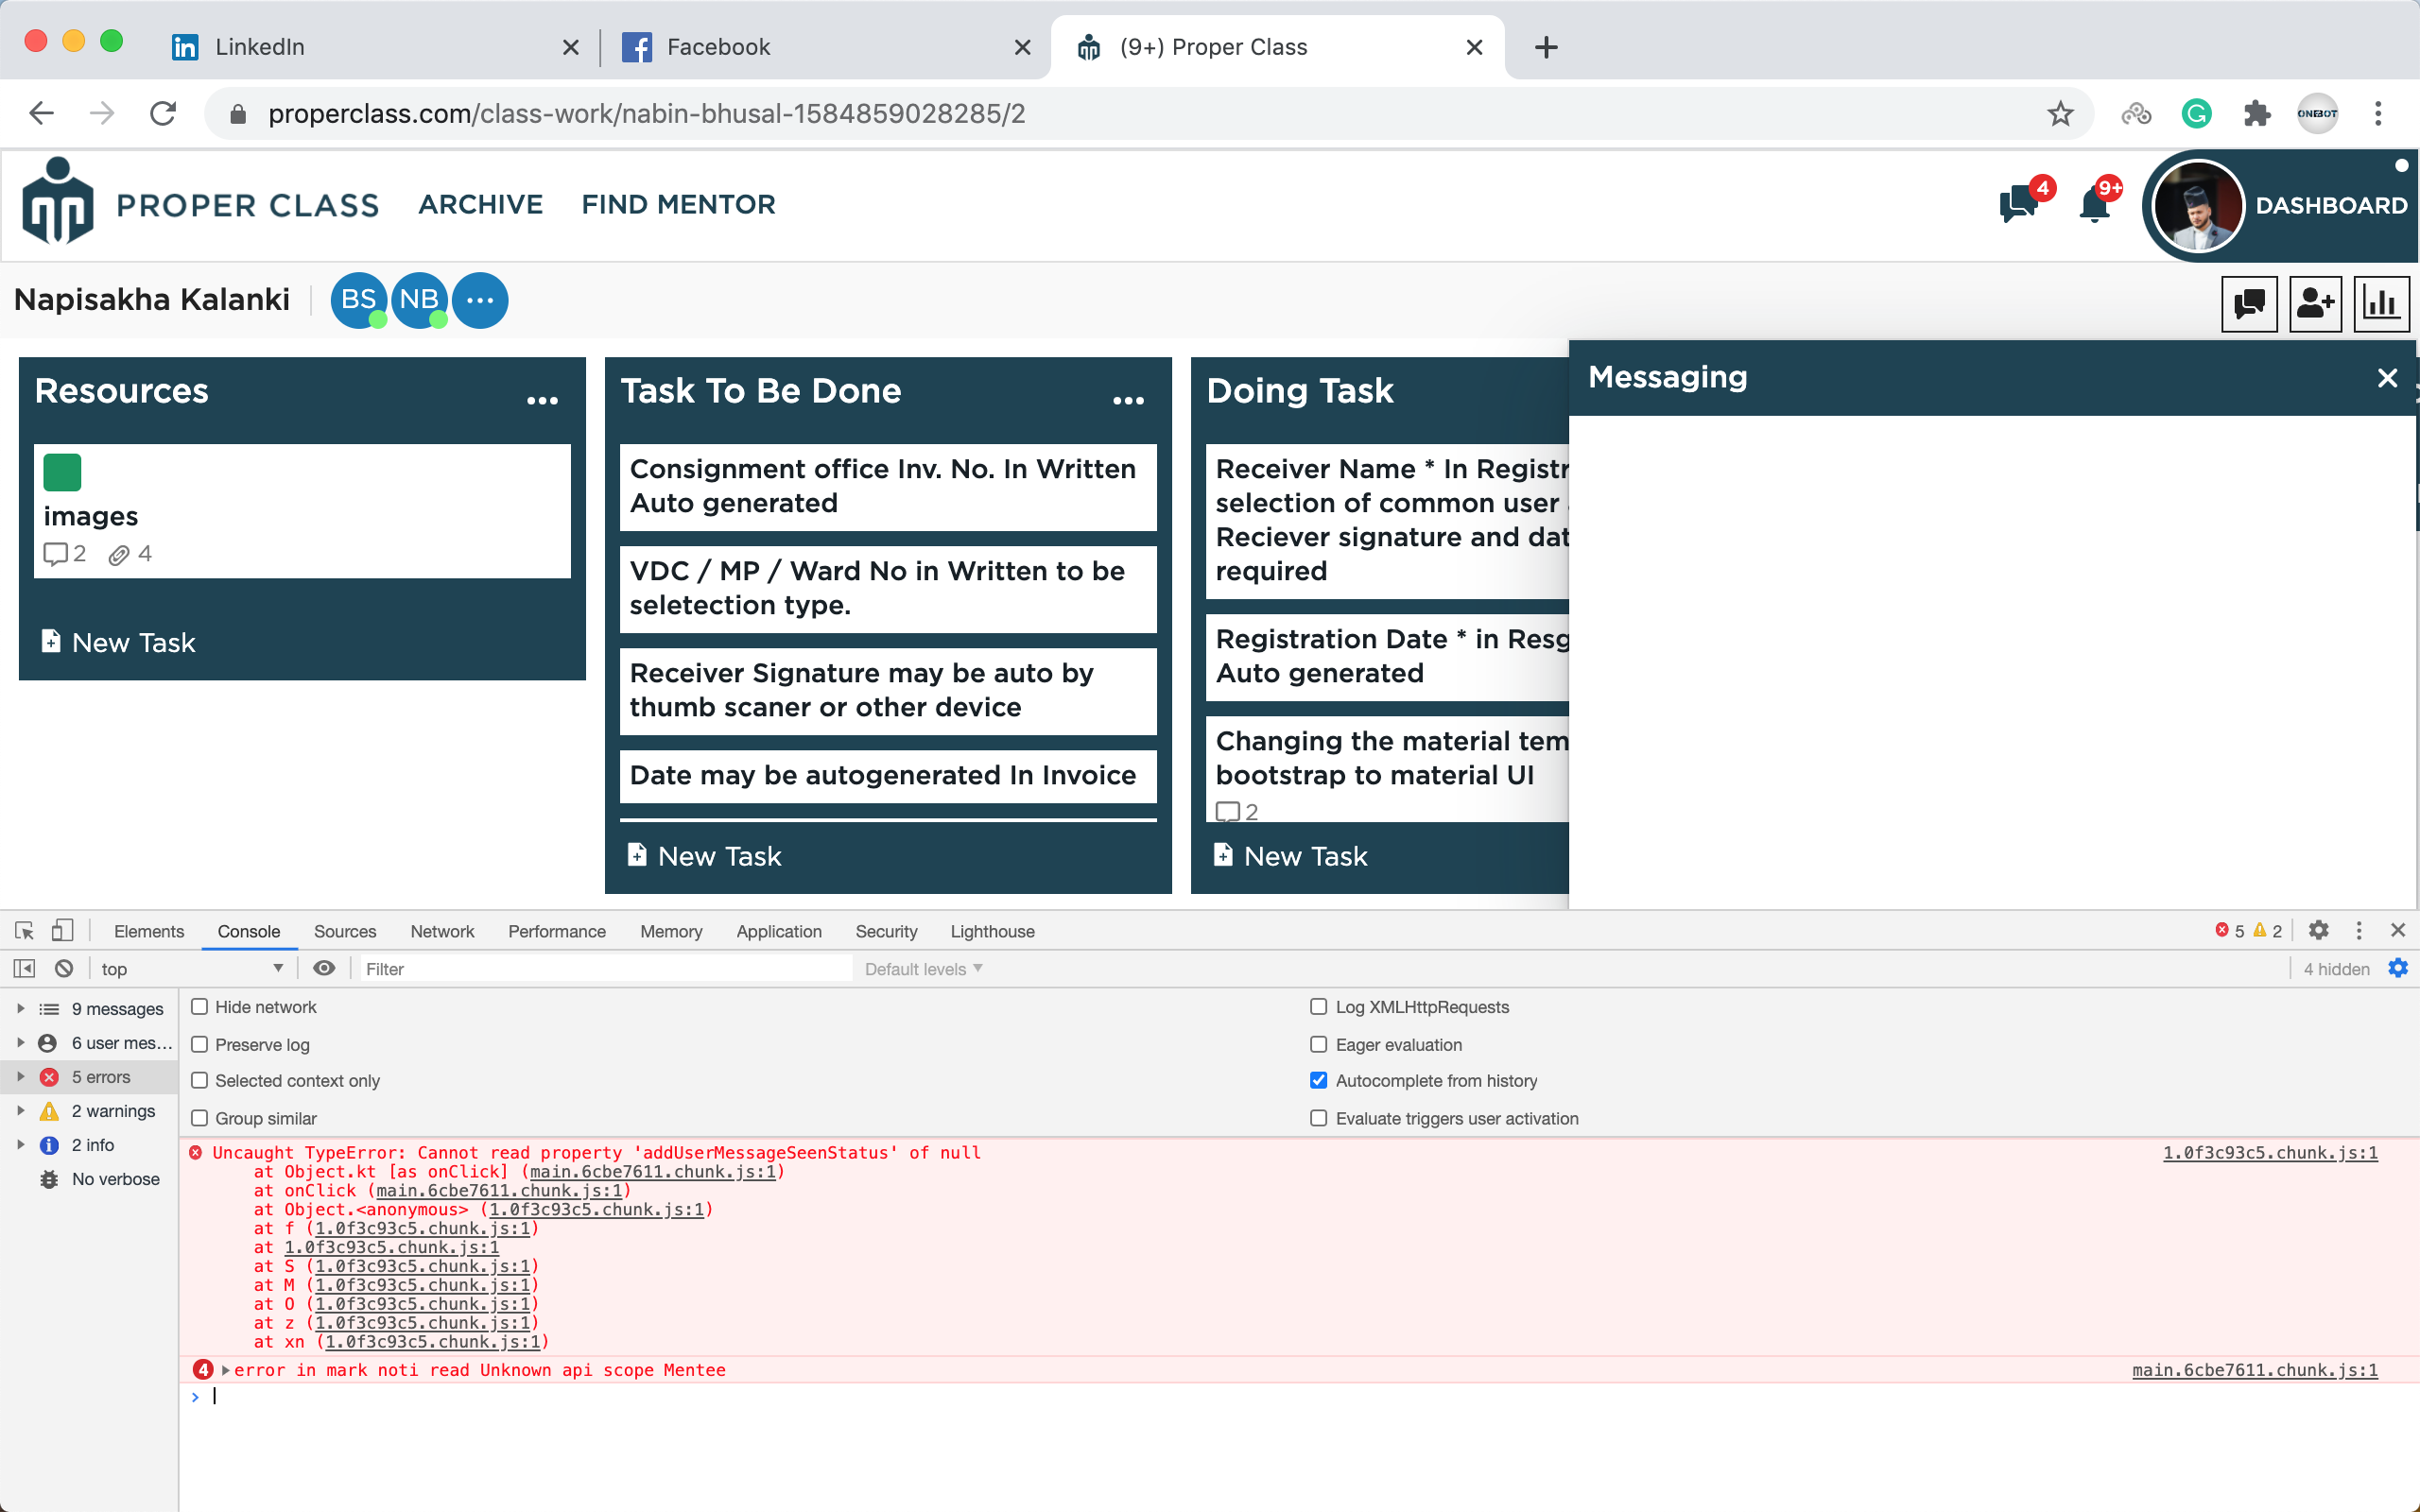 LinkedIn
Facebook
(9+) Proper Class
properclass.com/class-work/nabin-bhusal-1584859028285/2
ONEBOT
PROPER CLASS
ARCHIVE
FIND MENTOR
4
9+
DASHBOARD
Napisakha Kalanki
BS
NB
Resources
images
2
4
New Task
Task To Be Done
Consignment office Inv. No. In Written
Auto generated
VDC / MP / Ward No in Written to be
seletection type.
Receiver Signature may be auto by
thumb scaner or other device
Date may be autogenerated In Invoice
New Task
Doing Task
Receiver Name * In Registr
selection of common user
Reciever signature and dat
required
Registration Date * in Resg
Auto generated
Changing the material tem
bootstrap to material UI
2
New Task
Messaging
Elements
Console
Sources
Network
Performance
Memory
Application
Security
Lighthouse
5
2
top
Filter
Default levels
4 hidden
9 messages
6 user mes...
5 errors
2 warnings
2 info
No verbose
Hide network
Preserve log
Selected context only
Group similar
Log XMLHttpRequests
Eager evaluation
Autocomplete from history
Evaluate triggers user activation
Uncaught TypeError: Cannot read property 'addUserMessageSeenStatus' of null
1.0f3c93c5.chunk.js:1
at Object.kt [as onClick] (main.6cbe7611.chunk.js:1)
at onClick (main.6cbe7611.chunk.js:1)
at Object.<anonymous> (1.0f3c93c5.chunk.js:1)
at f (1.0f3c93c5.chunk.js:1)
at 1.0f3c93c5.chunk.js:1
at S (1.0f3c93c5.chunk.js:1)
at M (1.0f3c93c5.chunk.js:1)
at O (1.0f3c93c5.chunk.js:1)
at z (1.0f3c93c5.chunk.js:1)
at xn (1.0f3c93c5.chunk.js:1)
4 error in mark noti read Unknown api scope Mentee
main.6cbe7611.chunk.js:1